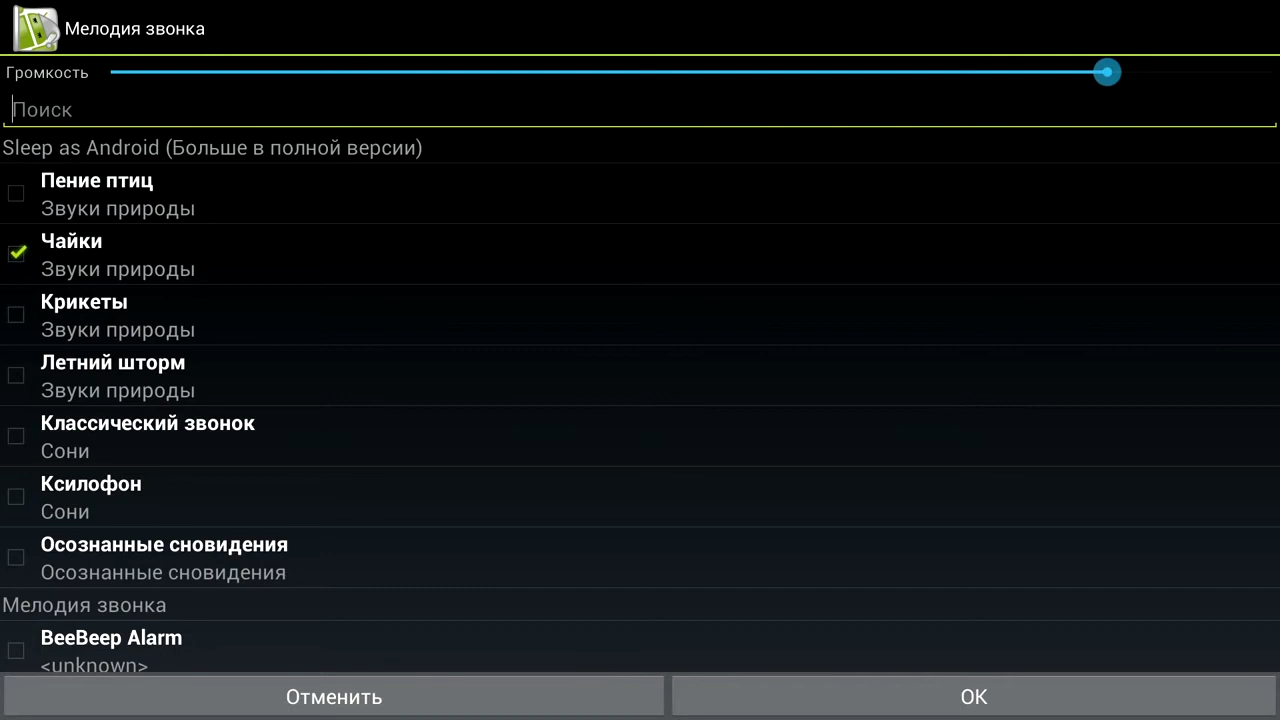 Мелодия звонка
Громкость
Поиск
Sleep as Android (Больше в полной версии)
Пение птиц
Звуки природы
Чайки
Звуки природы
Крикеты
Звуки природы
Летний шторм
Звуки природы
Классический звонок
Сони
Ксилофон
Сони
Осознанные сновидения
Осознанные сновидения
Мелодия звонка
BeeBeep Alarm
<unknown>
Отменить
OK